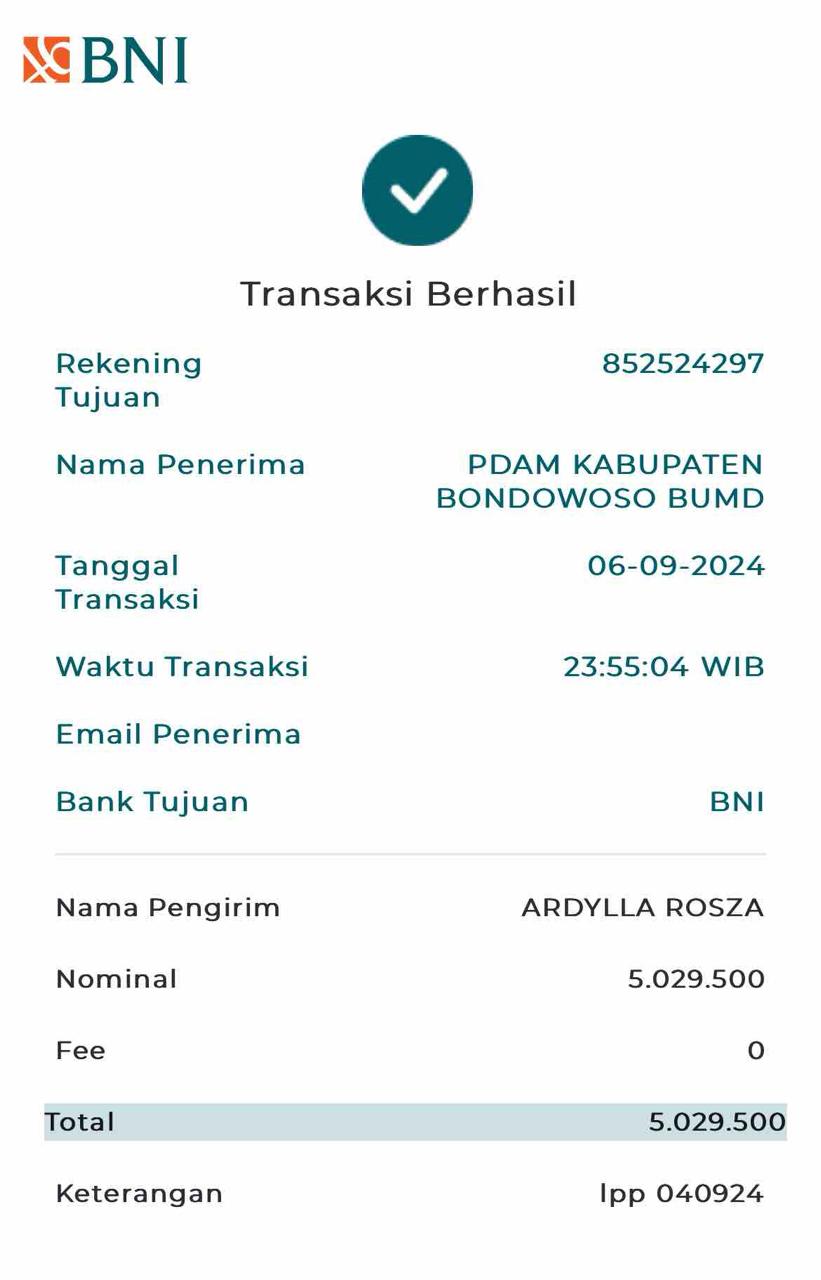 BNI
Transaksi Berhasil
Rekening Tujuan 852524297
Nama Penerima PDAM KABUPATEN
BONDOWOSO BUMD
Tanggal Transaksi 06-09-2024
Waktu Transaksi 23:55:04 WIB
Email Penerima
Bank Tujuan BNI
Nama Pengirim ARDYLLA ROSZA
Nominal 5.029.500
Fee 0
Total 5.029.500
Keterangan lpp 040924